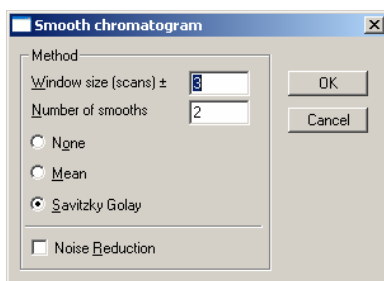 Smooth chromatogram
Method
Window size (scans) ± 3
Number of smooths 2
None
Mean
Savitzky Golay
Noise Reduction
OK
Cancel